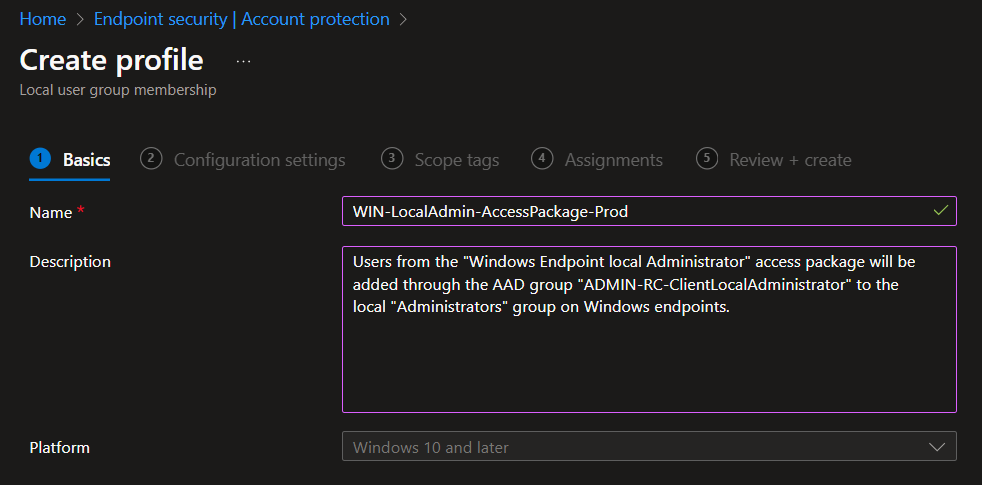 Home > Endpoint security | Account protection >
Create profile ...
Local user group membership
1 Basics 2 Configuration settings 3 Scope tags 4 Assignments 5 Review + create
Name * WIN-LocalAdmin-AccessPackage-Prod
Description Users from the "Windows Endpoint local Administrator" access package will be
added through the AAD group "ADMIN-RC-ClientLocalAdministrator" to the
local "Administrators" group on Windows endpoints.
Platform Windows 10 and later